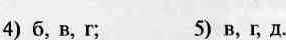 4) б, в, г; 5) в, г, д.